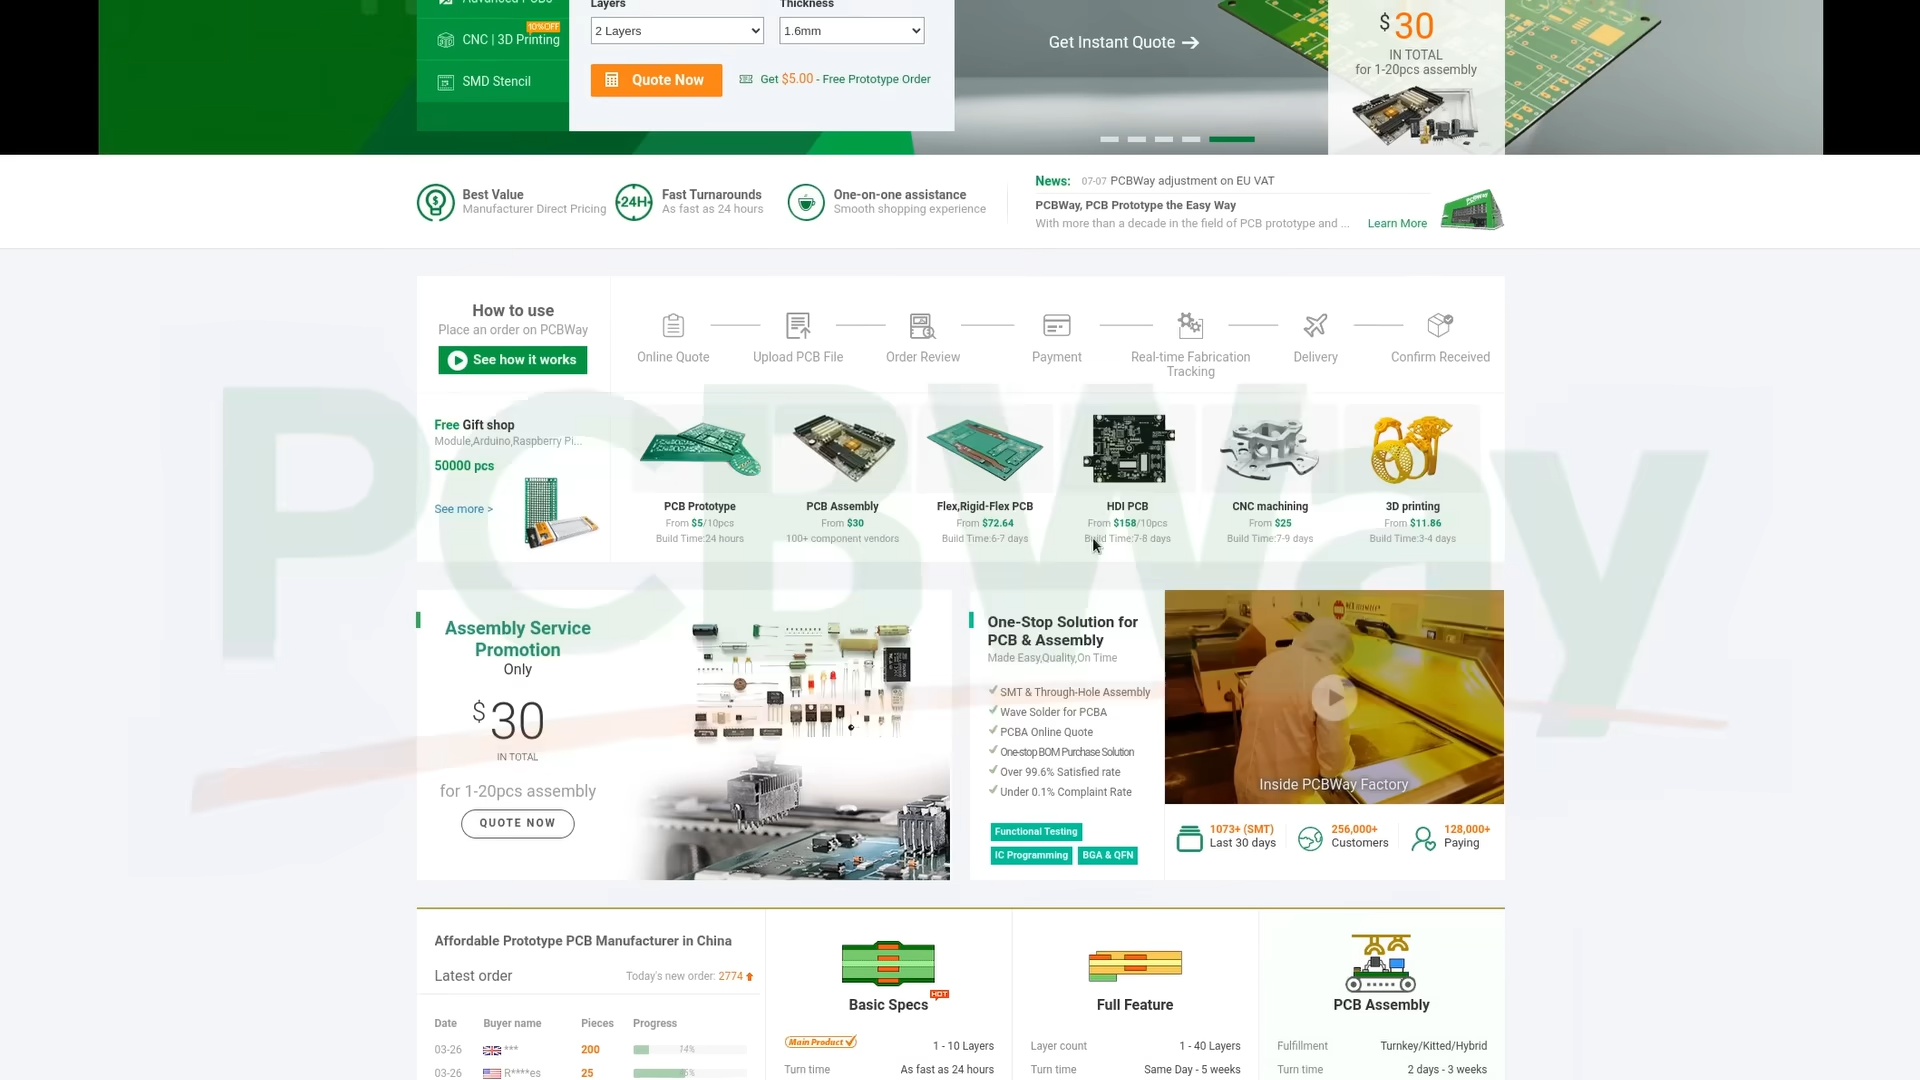 Layers
Thickness
10%OFF
CNC | 3D Printing
2 Layers
1.6mm
Get Instant Quote
$30
IN TOTAL
for 1-20pcs assembly
SMD Stencil
Quote Now
Get $5.00 - Free Prototype Order
Best Value
Manufacturer Direct Pricing
24H
Fast Turnarounds
As fast as 24 hours
One-on-one assistance
Smooth shopping experience
News: 07-07 PCBWay adjustment on EU VAT
PCBWay, PCB Prototype the Easy Way
With more than a decade in the field of PCB prototype and ... Learn More
How to use
Place an order on PCBWay
See how it works
Online Quote
Upload PCB File
Order Review
Payment
Real-time Fabrication
Tracking
Delivery
Confirm Received
PCBWay
Free Gift shop
Module,Arduino,Raspberry Pi...
50000 pcs
See more >
PCB Prototype
From $5/10pcs
Build Time:24 hours
PCB Assembly
From $30
100+ component vendors
Flex,Rigid-Flex PCB
From $72.64
Build Time:6-7 days
HDI PCB
From $158/10pcs
Build Time:7-8 days
CNC machining
From $25
Build Time:7-9 days
3D printing
From $11.86
Build Time:3-4 days
Assembly Service
Promotion
Only
$30
IN TOTAL
for 1-20pcs assembly
QUOTE NOW
One-Stop Solution for
PCB & Assembly
Made Easy,Quality,On Time
SMT & Through-Hole Assembly
Wave Solder for PCBA
PCBA Online Quote
One-stop BOM Purchase Solution
Over 99.6% Satisfied rate
Under 0.1% Complaint Rate
Functional Testing
IC Programming
BGA & QFN
Inside PCBWay Factory
1073+ (SMT)
Last 30 days
256,000+
Customers
128,000+
Paying
Affordable Prototype PCB Manufacturer in China
Latest order
Today's new order: 2774
Date Buyer name Pieces Progress
03-26 *** 200 14%
03-26 R****es 25
HOT
Basic Specs
Main Product
1 - 10 Layers
Turn time As fast as 24 hours
Full Feature
Layer count 1 - 40 Layers
Turn time Same Day - 5 weeks
PCB Assembly
Fulfillment Turnkey/Kitted/Hybrid
Turn time 2 days - 3 weeks